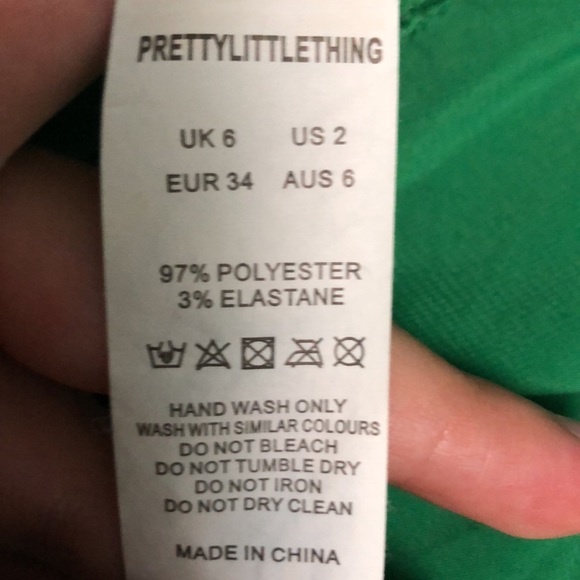 PRETTYLITTLETHING
UK 6 US 2
EUR 34 AUS 6
97% POLYESTER
3% ELASTANE
HAND WASH ONLY
WASH WITH SIMILAR COLOURS
DO NOT BLEACH
DO NOT TUMBLE DRY
DO NOT IRON
DO NOT DRY CLEAN
MADE IN CHINA